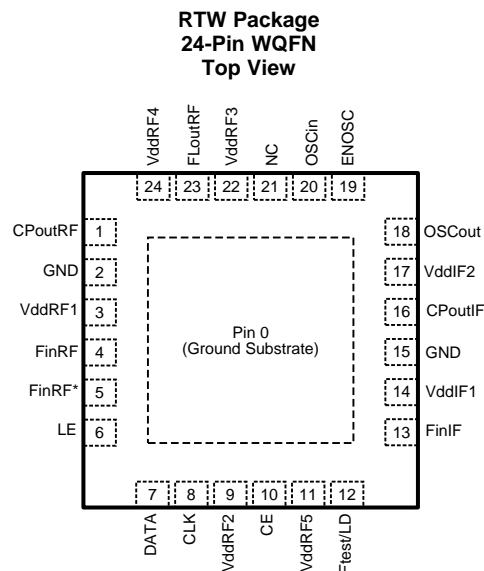 RTW Package
24-Pin WQFN
Top View
VddRF4
FLoutRF
VddRF3
NC
OSCin
ENOSC
24 23 22 21 20 19
CPoutRF 1
GND 2
VddRF1 3
FinRF 4
FinRF* 5
LE 6
Pin 0
(Ground Substrate)
18 OSCout
17 VddIF2
16 CPoutIF
15 GND
14 VddIF1
13 FinIF
7 8 9 10 11 12
DATA
CLK
VddRF2
CE
VddRF5
Ftest/LD